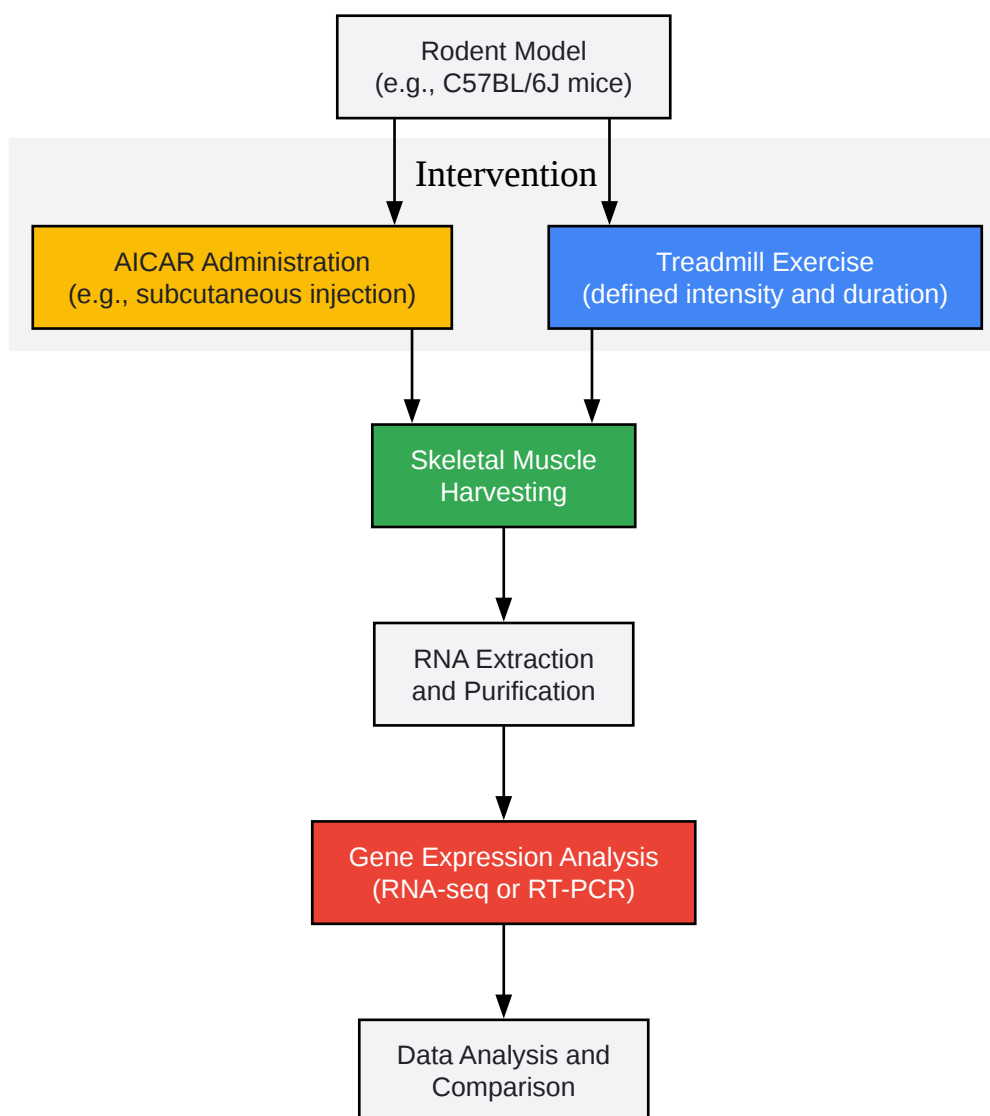 Rodent Model
(e.g., C57BL/6J mice)
Intervention
AICAR Administration
(e.g., subcutaneous injection)
Treadmill Exercise
(defined intensity and duration)
Skeletal Muscle
Harvesting
RNA Extraction
and Purification
Gene Expression Analysis
(RNA-seq or RT-PCR)
Data Analysis and
Comparison